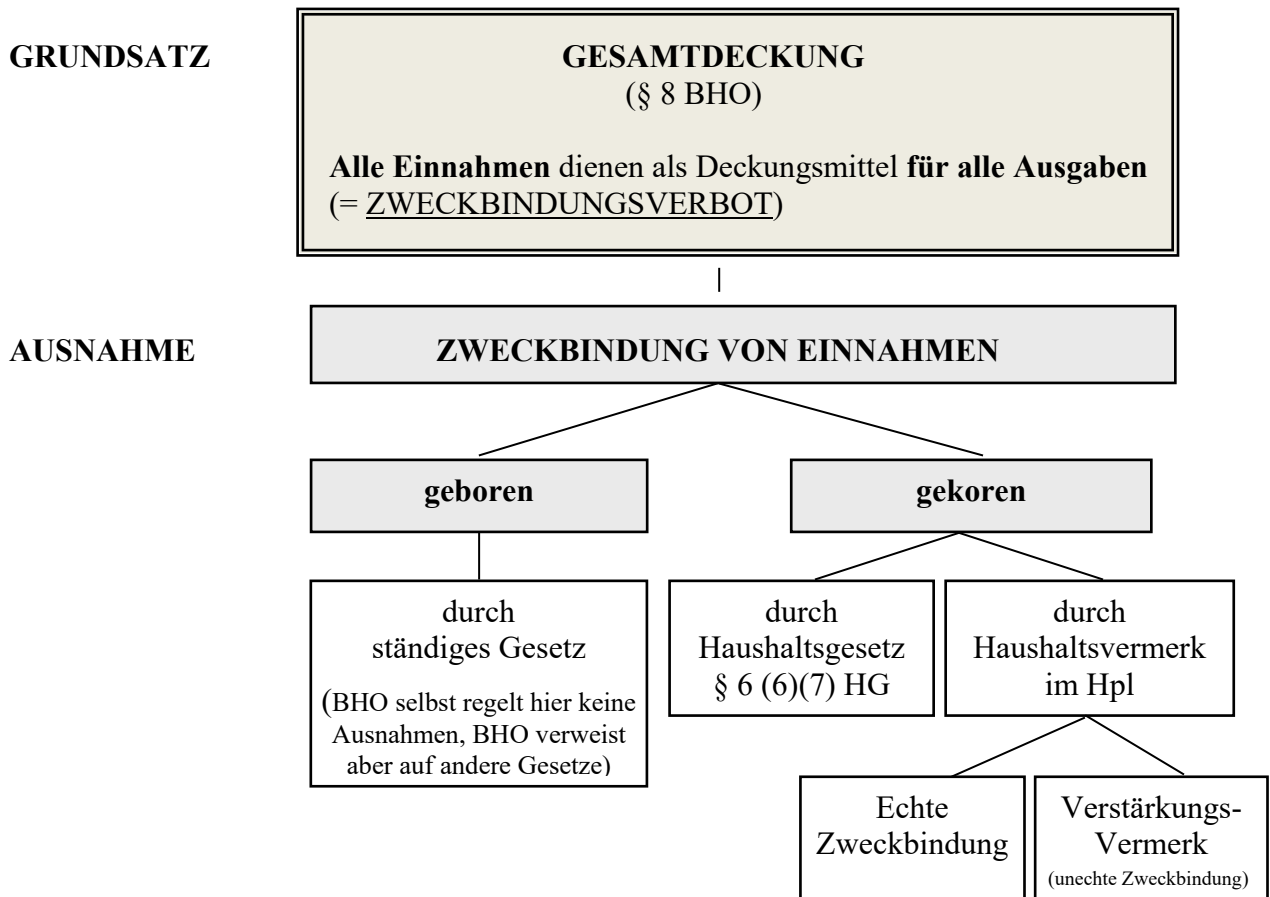 GRUNDSATZ
GESAMTDECKUNG
(§ 8 BHO)
Alle Einnahmen dienen als Deckungsmittel für alle Ausgaben
(= ZWECKBINDUNGSVERBOT)
AUSNAHME
ZWECKBINDUNG VON EINNAHMEN
geboren
gekoren
durch
ständiges Gesetz
(BHO selbst regelt hier keine
Ausnahmen, BHO verweist
aber auf andere Gesetze)
durch
Haushaltsgesetz
§ 6 (6)(7) HG
durch
Haushaltsvermerk
im Hpl
Echte
Zweckbindung
Verstärkungs-
Vermerk
(unechte Zweckbindung)